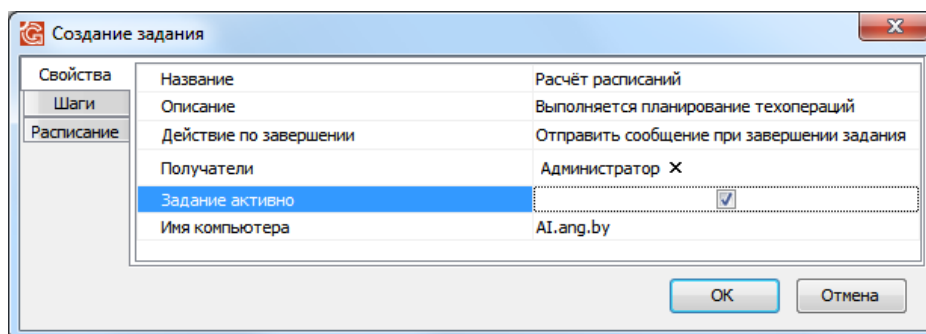 Создание задания
Свойства
Шаги
Расписание
Название Расчёт расписаний
Описание Выполняется планирование техопераций
Действие по завершении Отправить сообщение при завершении задания
Получатели Администратор ✕
Задание активно
Имя компьютера AI.ang.by
OK Отмена